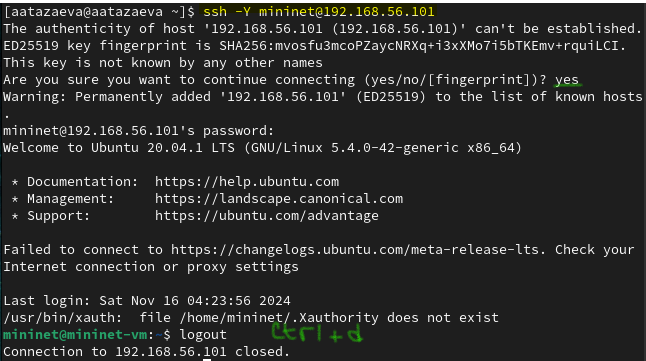 [aatazaeva@aatazaeva ~]$ ssh -Y mininet@192.168.56.101
The authenticity of host '192.168.56.101 (192.168.56.101)' can't be established.
ED25519 key fingerprint is SHA256:mvosfu3mcoPZaycNRXq+i3xXMo7i5bTKEmv+rquiLCI.
This key is not known by any other names
Are you sure you want to continue connecting (yes/no/[fingerprint])? yes
Warning: Permanently added '192.168.56.101' (ED25519) to the list of known hosts
.
mininet@192.168.56.101's password:
Welcome to Ubuntu 20.04.1 LTS (GNU/Linux 5.4.0-42-generic x86_64)
* Documentation: https://help.ubuntu.com
* Management: https://landscape.canonical.com
* Support: https://ubuntu.com/advantage
Failed to connect to https://changelogs.ubuntu.com/meta-release-lts. Check your
Internet connection or proxy settings
Last login: Sat Nov 16 04:23:56 2024
/usr/bin/xauth: file /home/mininet/.Xauthority does not exist
mininet@mininet-vm:~$ logout Ctrl+d
Connection to 192.168.56.101 closed.